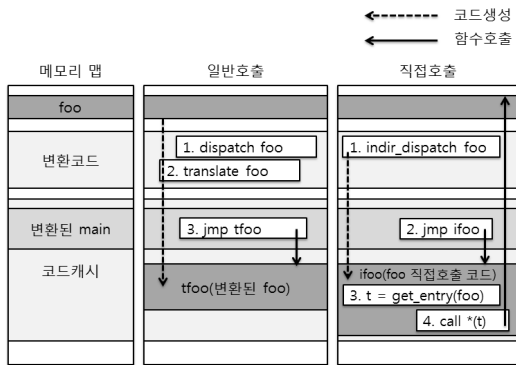 코드생성
함수호출
메모리 맵
일반호출
직접호출
foo
변환코드
1. dispatch foo
2. translate foo
1. indir_dispatch foo
변환된 main
3. jmp tfoo
2. jmp ifoo
코드캐시
tfoo(변환된 foo)
ifoo(foo 직접호출 코드)
3. t = get_entry(foo)
4. call *(t)